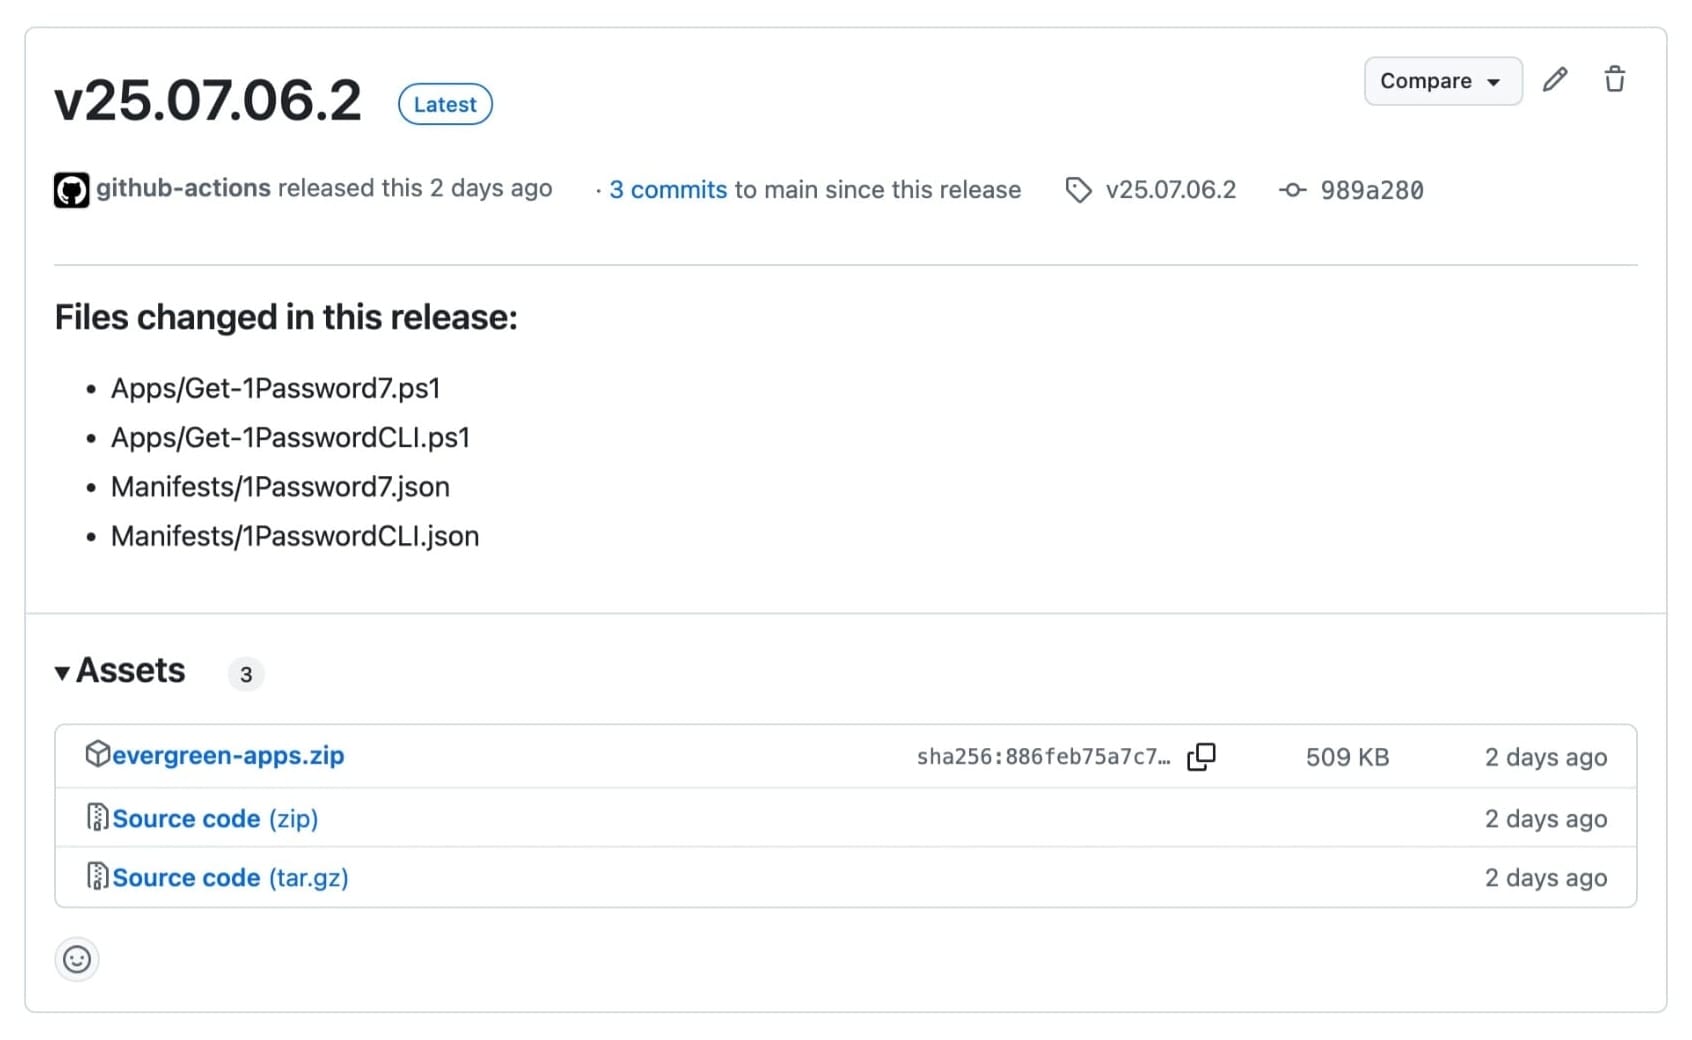 v25.07.06.2 Latest Compare
github-actions released this 2 days ago · 3 commits to main since this release v25.07.06.2 989a280
Files changed in this release:
• Apps/Get-1Password7.ps1
• Apps/Get-1PasswordCLI.ps1
• Manifests/1Password7.json
• Manifests/1PasswordCLI.json
Assets 3
evergreen-apps.zip sha256:886feb75a7c7… 509 KB 2 days ago
Source code (zip) 2 days ago
Source code (tar.gz) 2 days ago